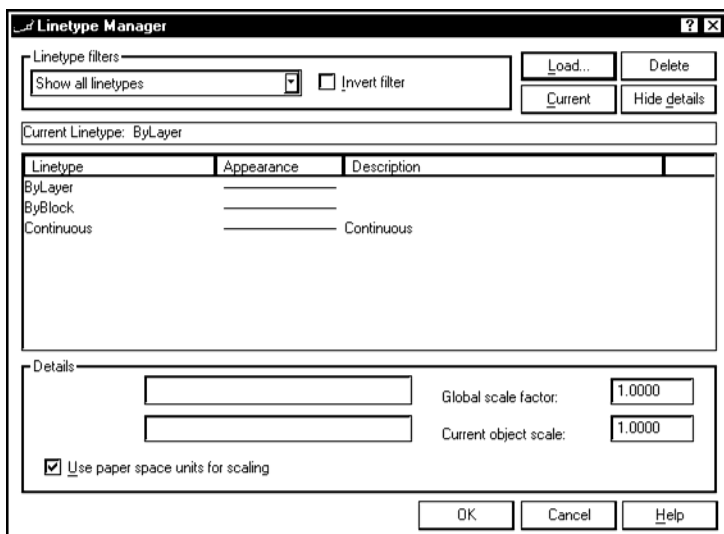 Linetype Manager
Linetype filters
Show all linetypes
Invert filter
Load...
Delete
Current
Hide details
Current Linetype: ByLayer
Linetype Appearance Description
ByLayer
ByBlock
Continuous Continuous
Details
Global scale factor: 1.0000
Current object scale: 1.0000
Use paper space units for scaling
OK Cancel Help